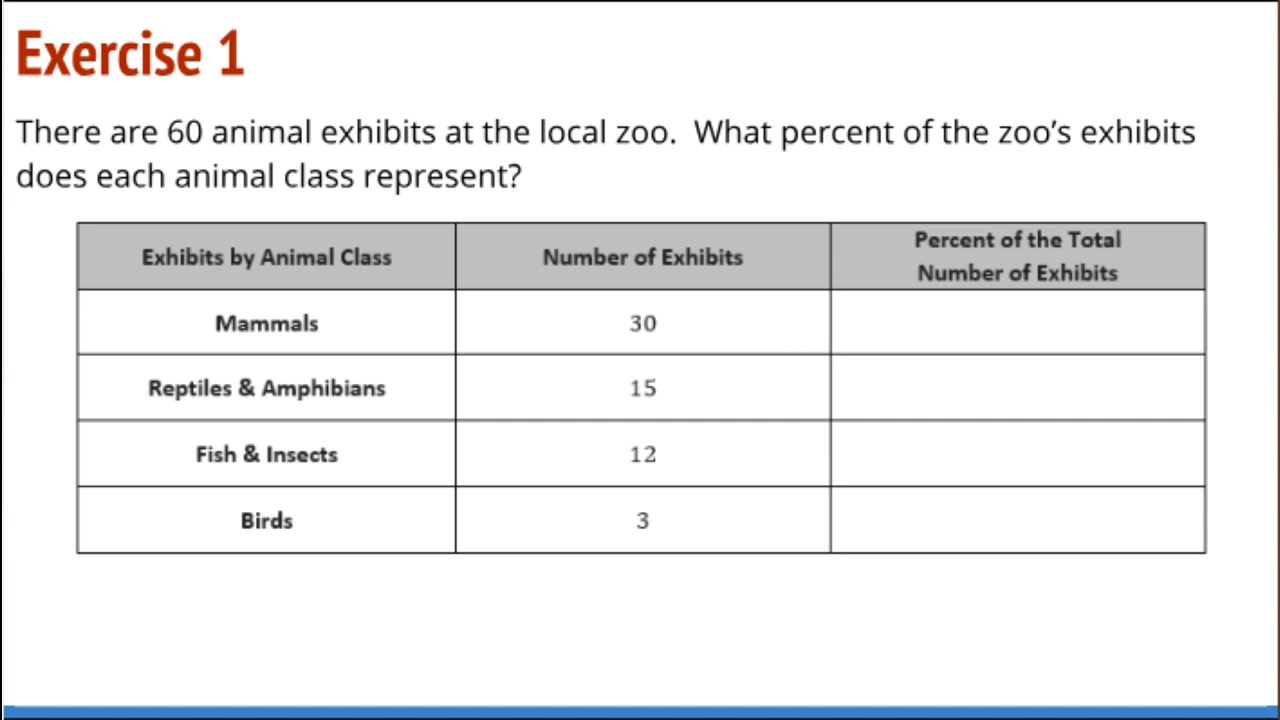 Exercise 1
There are 60 animal exhibits at the local zoo.  What percent of the zoo’s exhibits
does each animal class represent?
Exhibits by Animal Class Number of Exhibits Percent of the Total
Number of Exhibits
Mammals 30
Reptiles & Amphibians 15
Fish & Insects 12
Birds 3